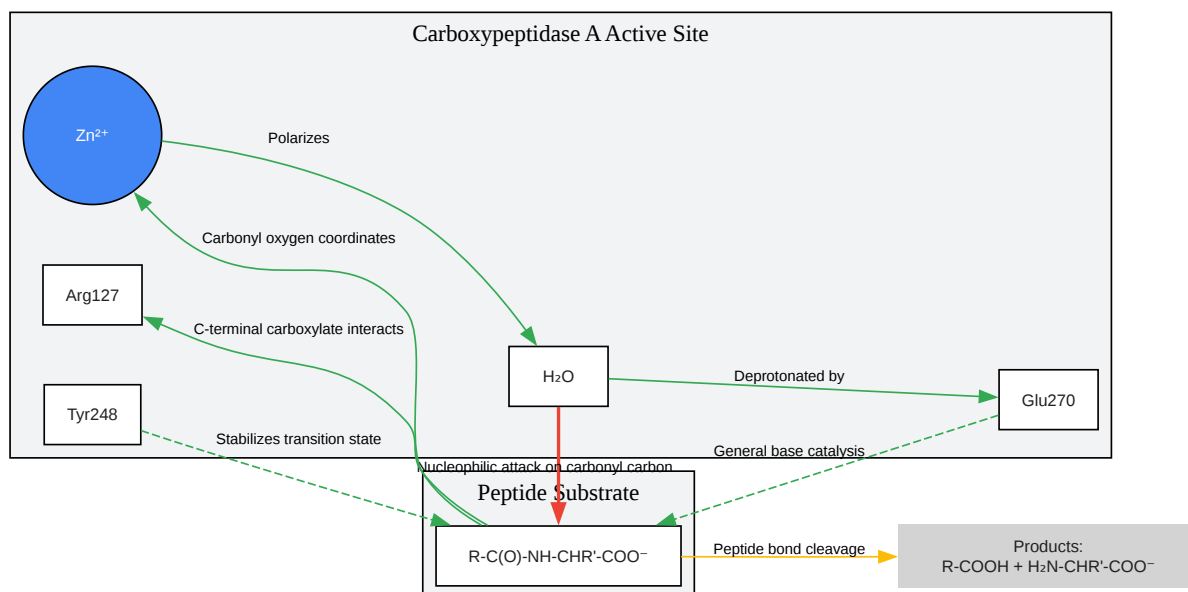 Carboxypeptidase A Active Site
Zn²⁺
Polarizes
Carbonyl oxygen coordinates
Arg127
C-terminal carboxylate interacts
H₂O
Deprotonated by
Glu270
Tyr248
Stabilizes transition state
General base catalysis
Nucleophilic attack on carbonyl carbon
Peptide Substrate
R-C(O)-NH-CHR'-COO⁻
Peptide bond cleavage
Products:
R-COOH + H₂N-CHR'-COO⁻